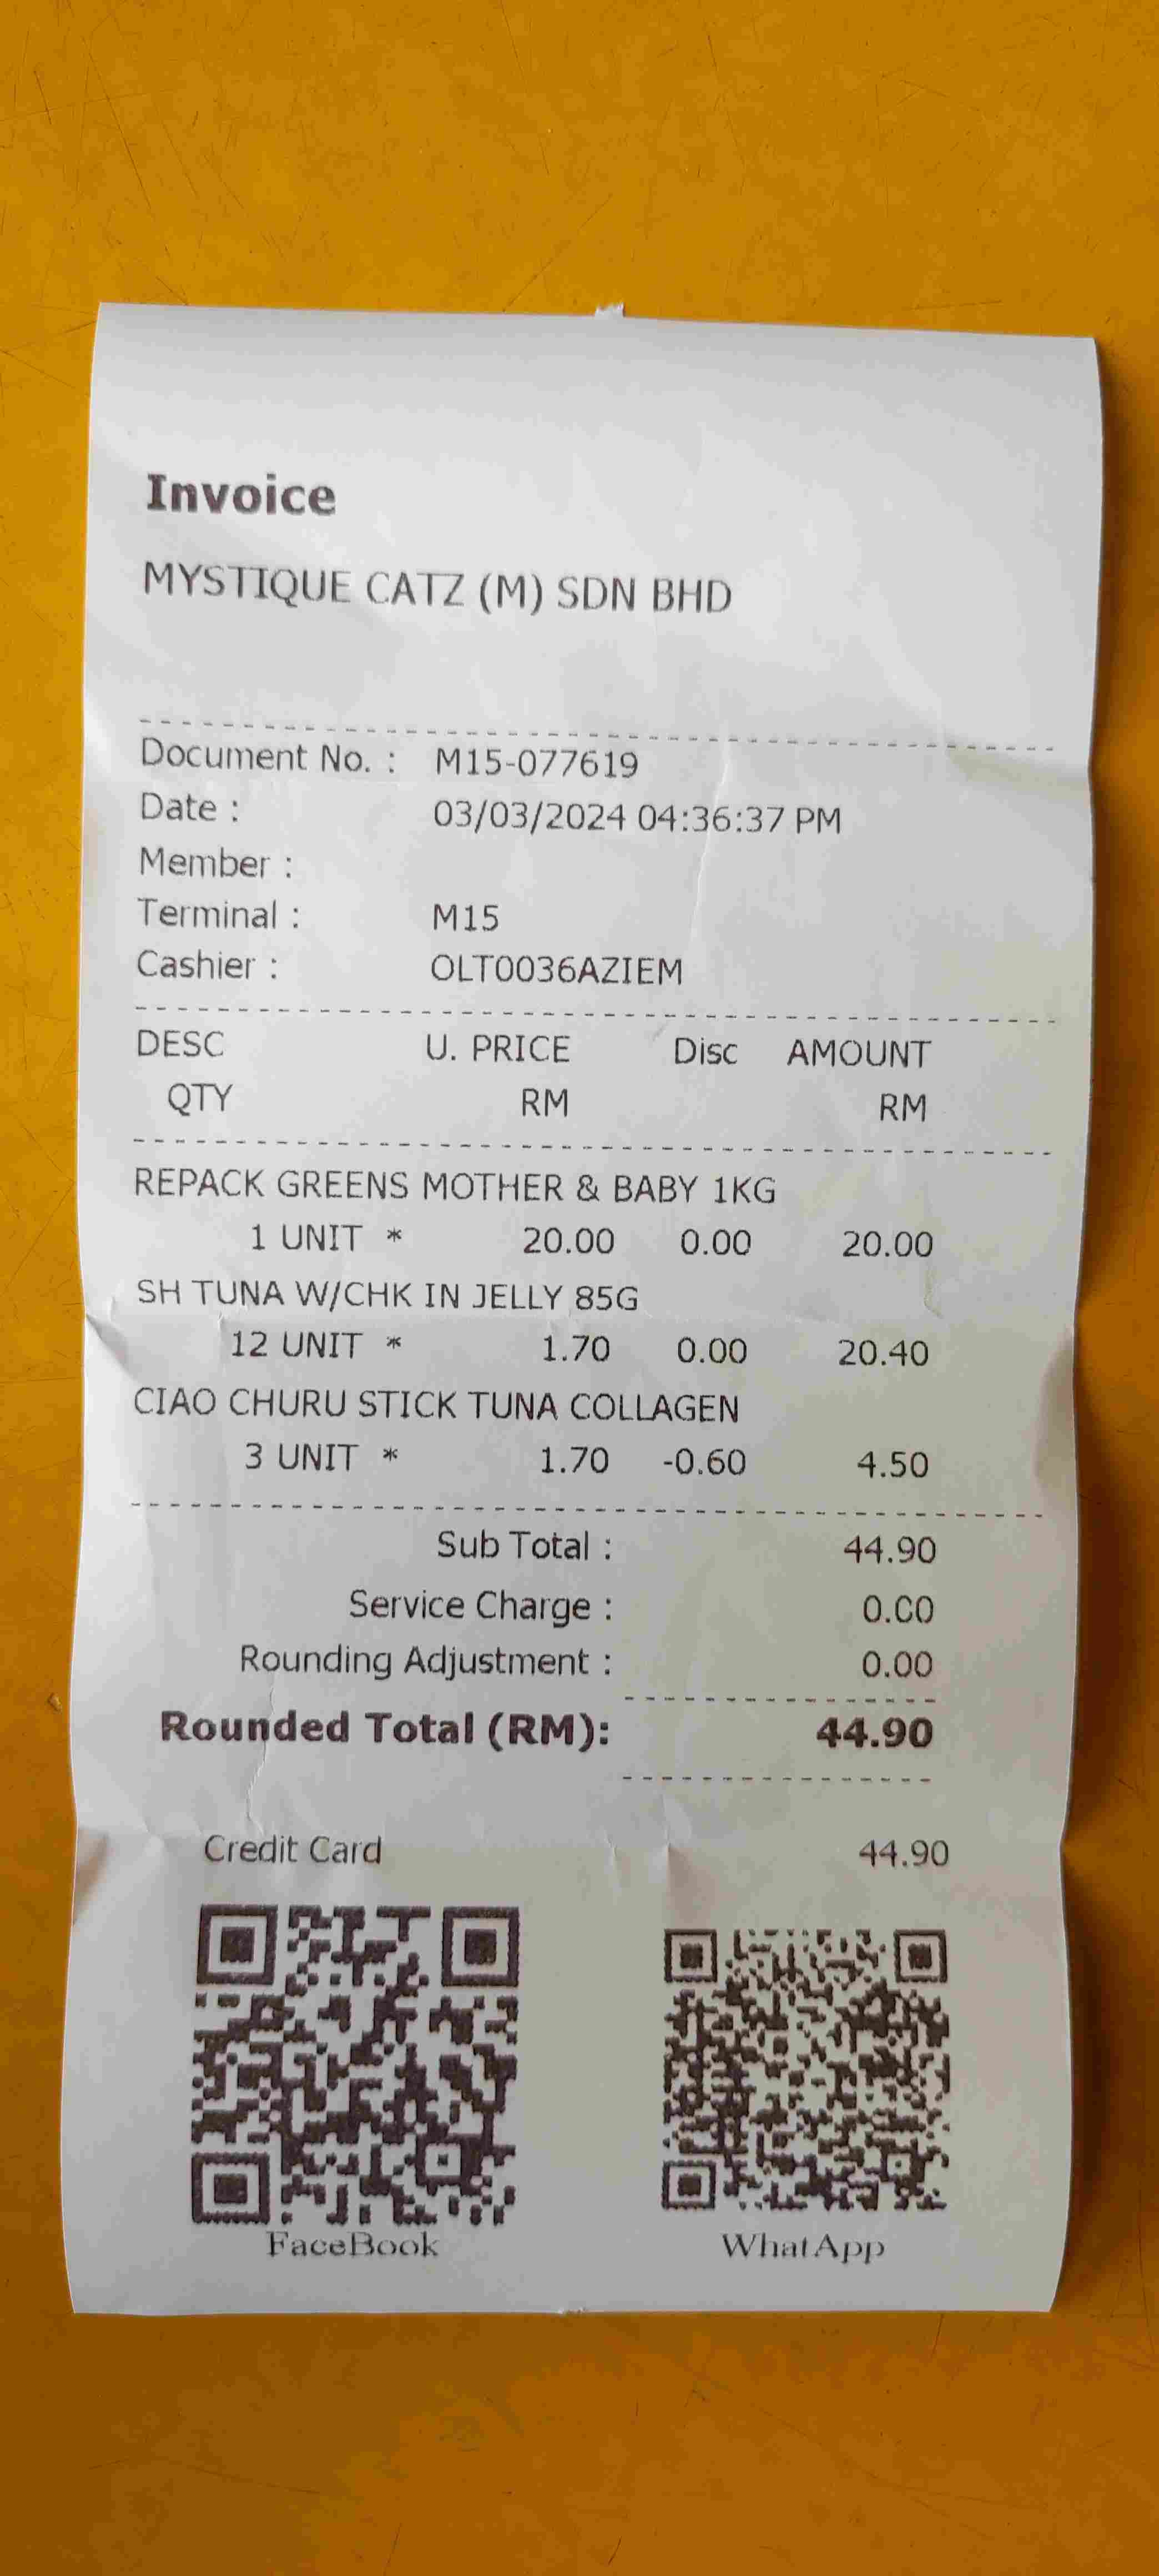 Invoice
MYSTIQUE CATZ (M) SDN BHD
Document No. : M15-077619
Date : 03/03/2024 04:36:37 PM
Member :
Terminal : M15
Cashier : OLT0036AZIEM
DESC U. PRICE Disc AMOUNT
QTY RM RM
REPACK GREENS MOTHER & BABY 1KG
1 UNIT * 20.00 0.00 20.00
SH TUNA W/CHK IN JELLY 85G
12 UNIT * 1.70 0.00 20.40
CIAO CHURU STICK TUNA COLLAGEN
3 UNIT * 1.70 -0.60 4.50
Sub Total : 44.90
Service Charge : 0.00
Rounding Adjustment : 0.00
Rounded Total (RM): 44.90
Credit Card 44.90
FaceBook WhatApp